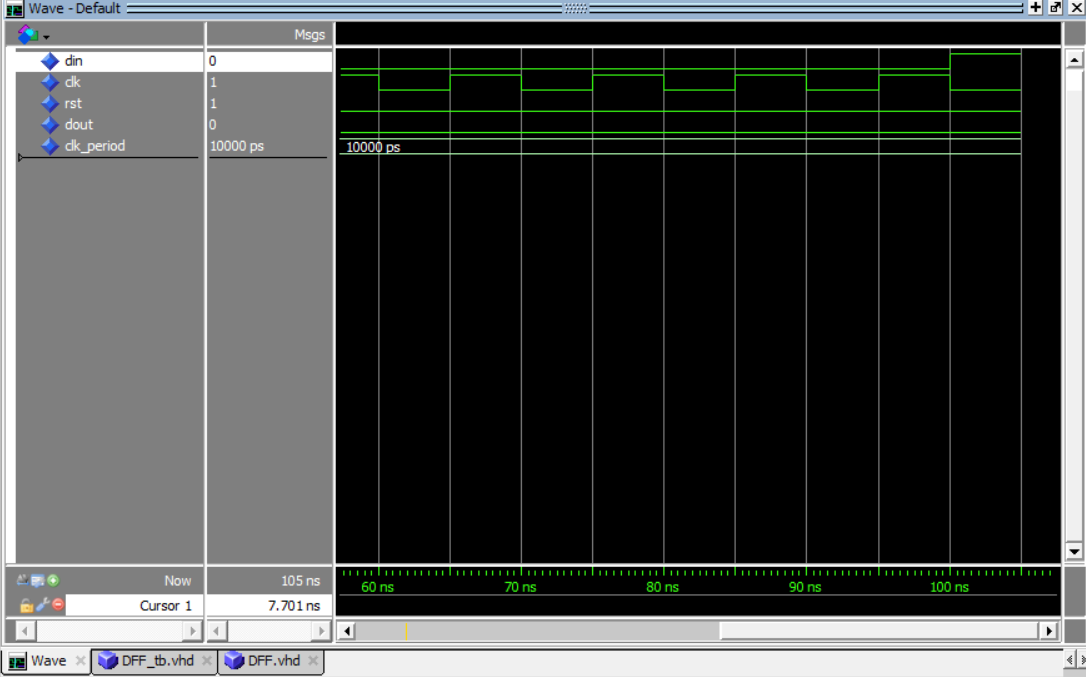 Wave - Default
Msgs
din 0
clk 1
rst 1
dout 0
clk_period 10000 ps 10000 ps
Now 105 ns 60 ns 70 ns 80 ns 90 ns 100 ns
Cursor 1 7.701 ns
Wave DFF_tb.vhd DFF.vhd